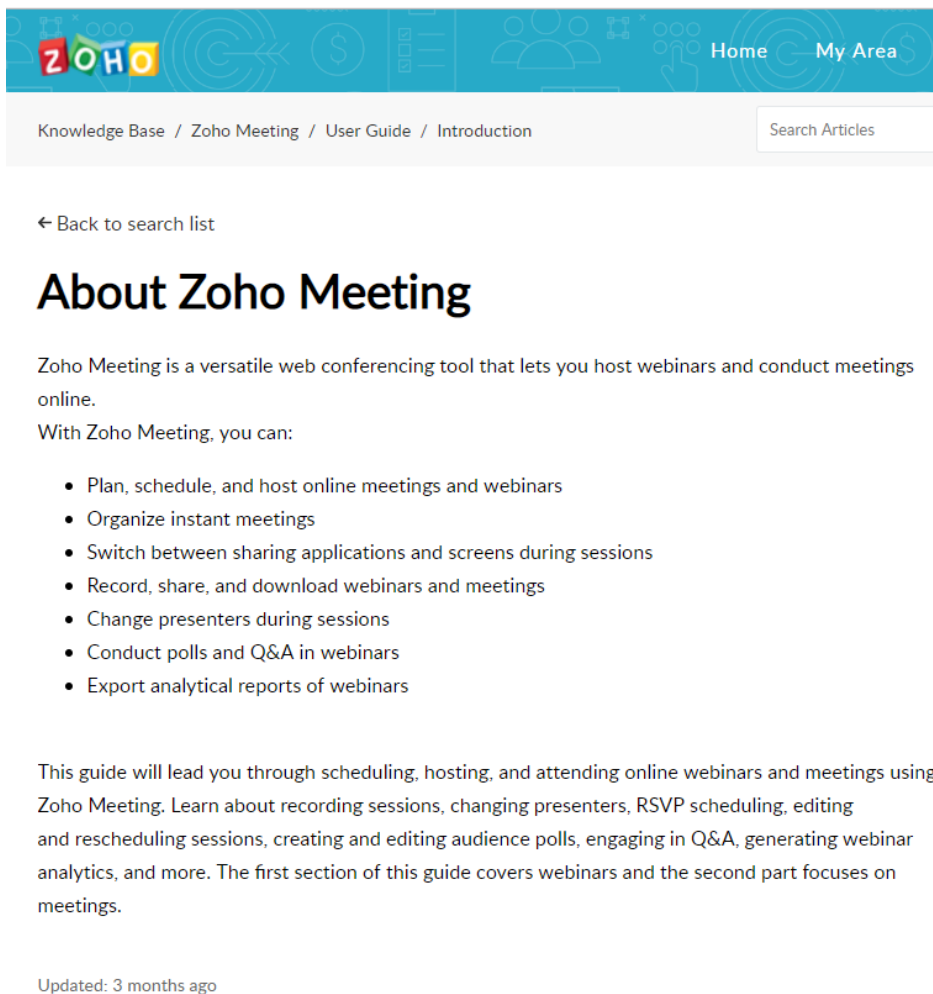 ZOHO
Home My Area
Knowledge Base / Zoho Meeting / User Guide / Introduction
Search Articles
← Back to search list
About Zoho Meeting
Zoho Meeting is a versatile web conferencing tool that lets you host webinars and conduct meetings
online.
With Zoho Meeting, you can:
• Plan, schedule, and host online meetings and webinars
• Organize instant meetings
• Switch between sharing applications and screens during sessions
• Record, share, and download webinars and meetings
• Change presenters during sessions
• Conduct polls and Q&A in webinars
• Export analytical reports of webinars
This guide will lead you through scheduling, hosting, and attending online webinars and meetings using
Zoho Meeting. Learn about recording sessions, changing presenters, RSVP scheduling, editing
and rescheduling sessions, creating and editing audience polls, engaging in Q&A, generating webinar
analytics, and more. The first section of this guide covers webinars and the second part focuses on
meetings.
Updated: 3 months ago